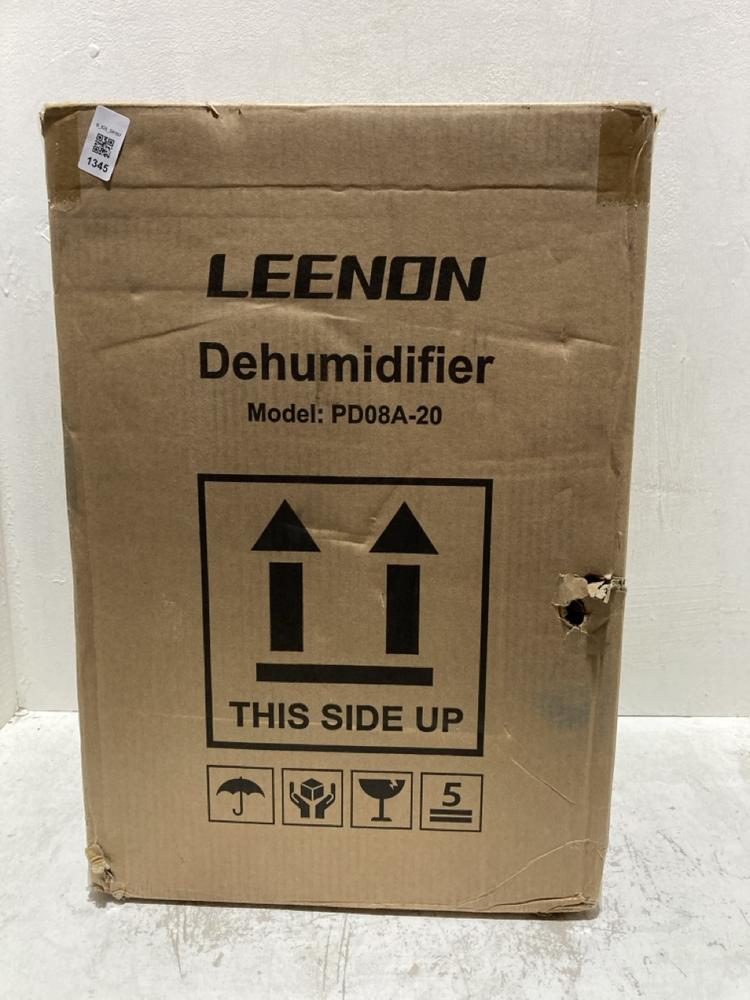 1345
LEENON
Dehumidifier
Model: PD08A-20
THIS SIDE UP
5